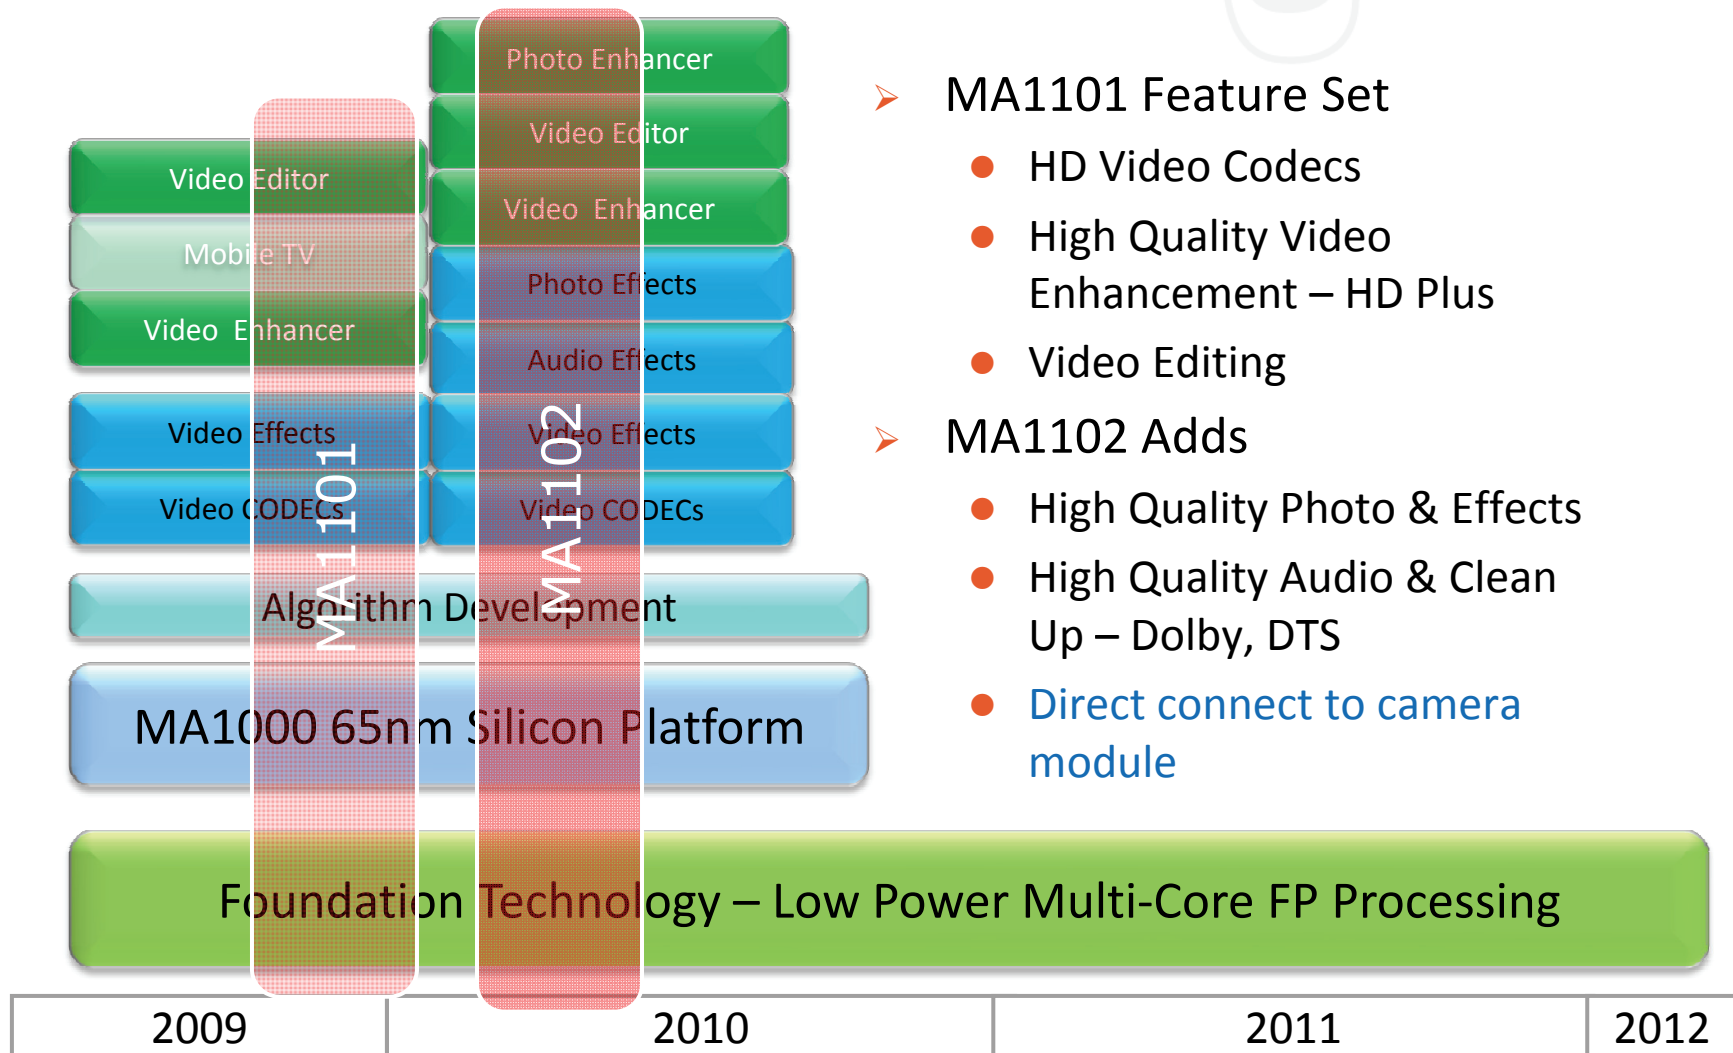 Photo Enhancer
Video Editor
Video Enhancer
Photo Effects
Audio Effects
Video Effects
Video CODECs
Video Editor
Mobile TV
Video Enhancer
Video Effects
Video CODECs
MA1101
MA1102
Algorithm Development
MA1000 65nm Silicon Platform
Foundation Technology – Low Power Multi-Core FP Processing
2009
2010
2011
2012
MA1101 Feature Set
HD Video Codecs
High Quality Video
Enhancement – HD Plus
Video Editing
MA1102 Adds
High Quality Photo & Effects
High Quality Audio & Clean
Up – Dolby, DTS
Direct connect to camera
module